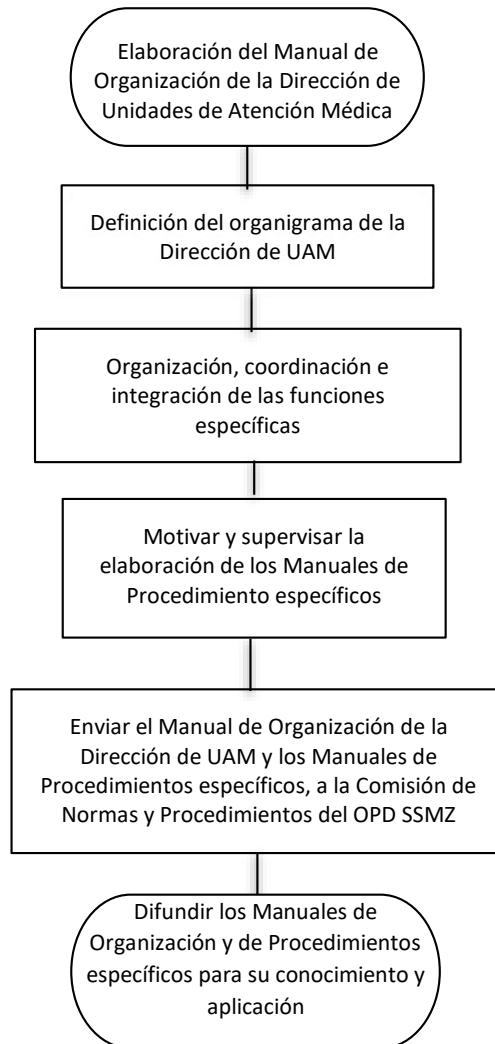 Elaboración del Manual de
Organización de la Dirección de
Unidades de Atención Médica
Definición del organigrama de la
Dirección de UAM
Organización, coordinación e
integración de las funciones
específicas
Motivar y supervisar la
elaboración de los Manuales de
Procedimiento específicos
Enviar el Manual de Organización de la
Dirección de UAM y los Manuales de
Procedimientos específicos, a la Comisión de
Normas y Procedimientos del OPD SSMZ
Difundir los Manuales de
Organización y de Procedimientos
específicos para su conocimiento y
aplicación